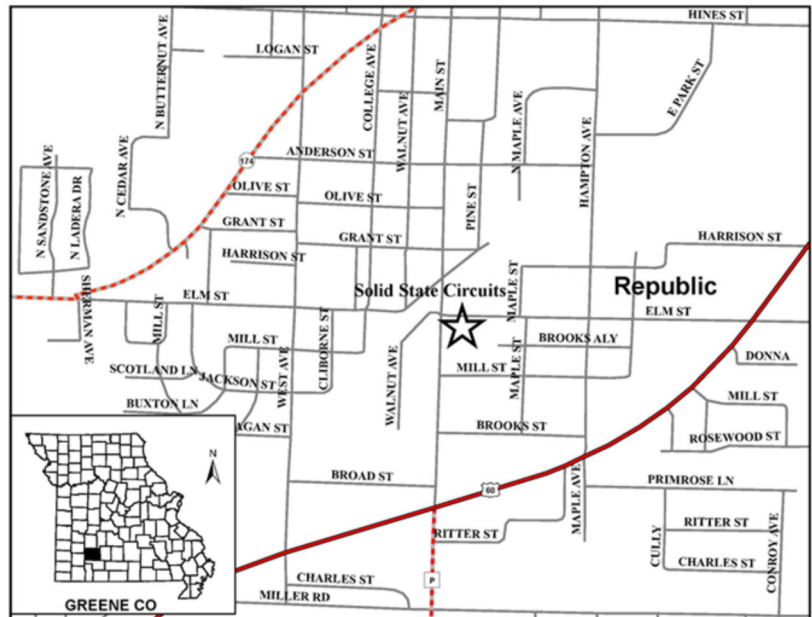 HINES ST
N BUTTERNUT AVE
LOGAN ST
COLLEGE AVE
MAIN ST
E PARK ST
WALNUT AVE
N MAPLE AVE
HAMPTON AVE
N CEDAR AVE
174
ANDERSON ST
N SANDSTONE AVE
N LADERA DR
OLIVE ST
OLIVE ST
PINE ST
GRANT ST
GRANT ST
HARRISON ST
HARRISON ST
SHERMAN AVE
ELM ST
Solid State Circuits
MAPLE ST
Republic
ELM ST
MILL ST
MILL ST
CLIBORNE ST
WEST AVE
WALNUT AVE
BROOKS ALY
MAPLE ST
MILL ST
DONNA
SCOTLAND LN
JACKSON ST
BUXTON LN
MILL ST
AGAN ST
BROOKS ST
ROSEWOOD ST
N
BROAD ST
60
MAPLE AVE
PRIMROSE LN
RITTER ST
CULLY
RITTER ST
CONROY AVE
P
CHARLES ST
CHARLES ST
MILLER RD
GREENE CO